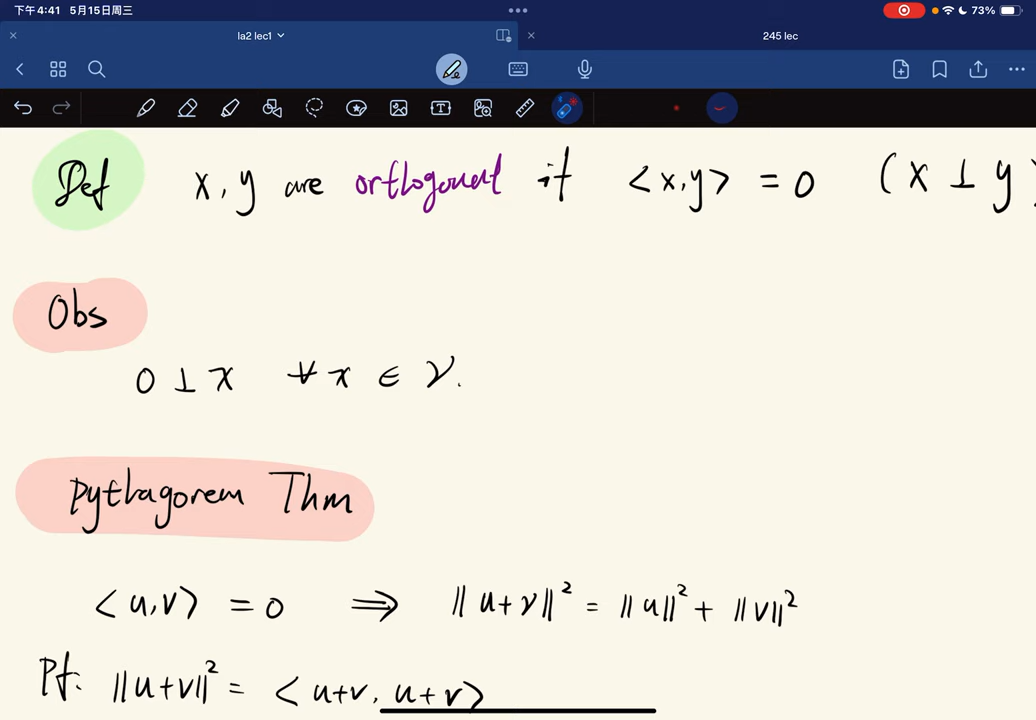 下午4:41 5月15日周三 73%
la2 lec1 245 lec
Def x, y are orthogonal if <x,y> = 0 (x ⊥ y)
Obs
0 ⊥ x ∀ x ∈ V.
Pythagorem Thm
<u,v> = 0 ⟹ ||u+v||² = ||u||² + ||v||²
Pf: ||u+v||² = <u+v, u+v>